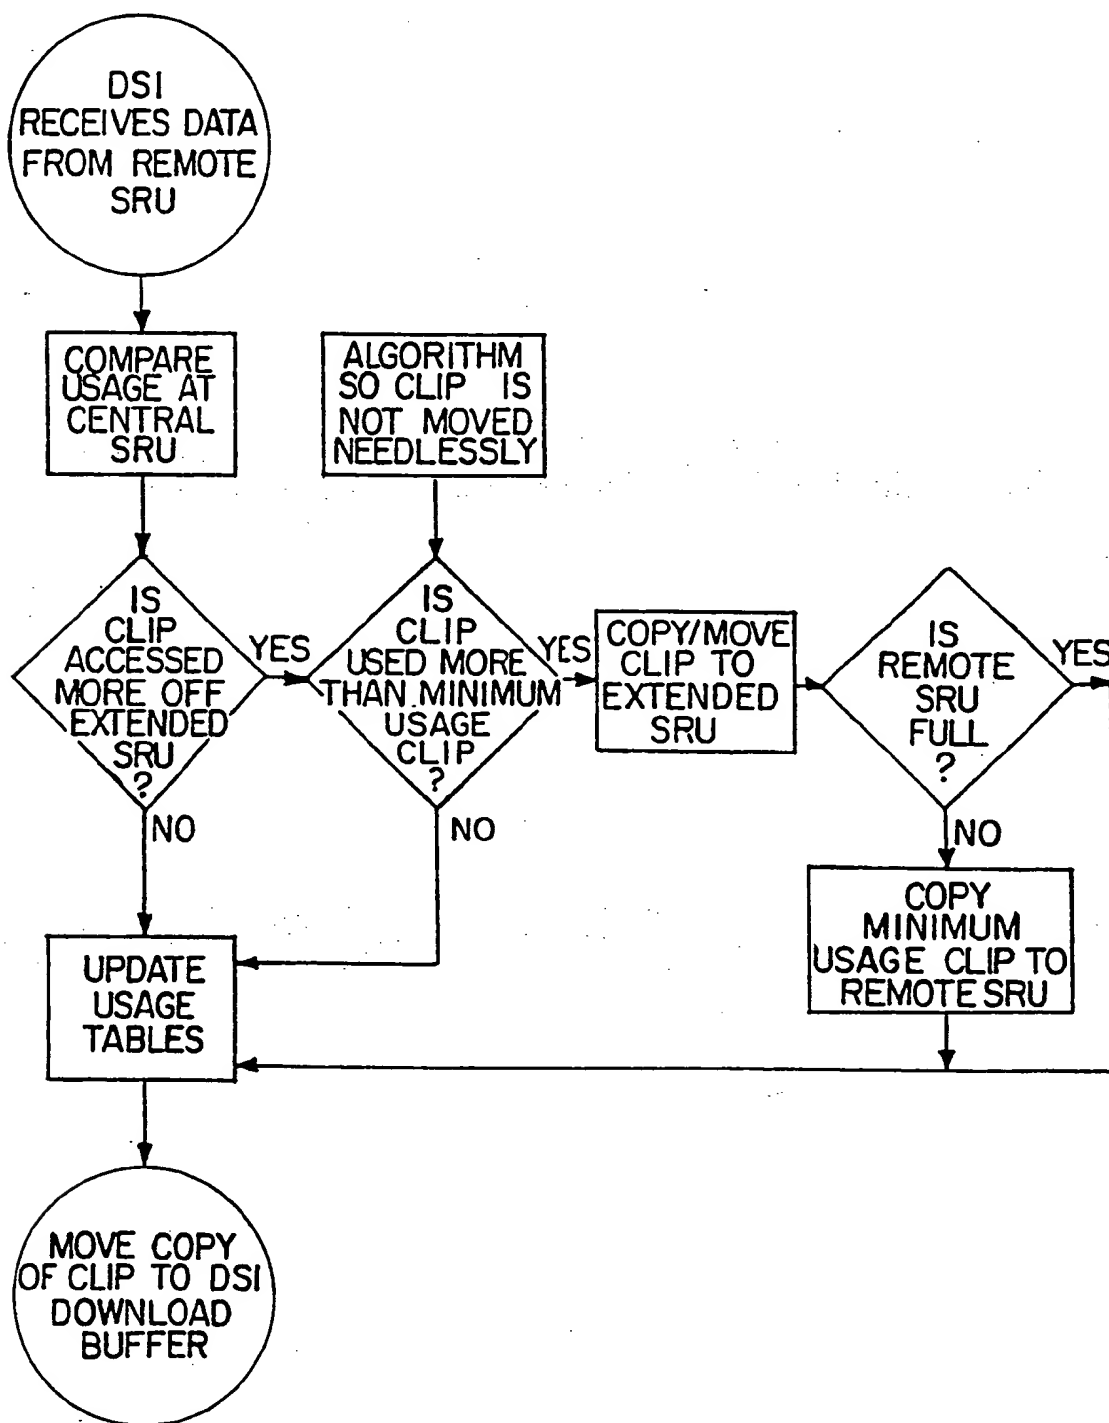 DSI
RECEIVES DATA
FROM REMOTE
SRU
COMPARE
USAGE AT
CENTRAL
SRU
ALGORITHM
SO CLIP IS
NOT MOVED
NEEDLESSLY
IS
CLIP
ACCESSED
MORE OFF
EXTENDED
SRU
?
YES
NO
IS
CLIP
USED MORE
THAN MINIMUM
USAGE
CLIP
?
YES
NO
COPY/MOVE
CLIP TO
EXTENDED
SRU
IS
REMOTE
SRU
FULL
?
YES
NO
COPY
MINIMUM
USAGE CLIP TO
REMOTE SRU
UPDATE
USAGE
TABLES
MOVE COPY
OF CLIP TO DSI
DOWNLOAD
BUFFER